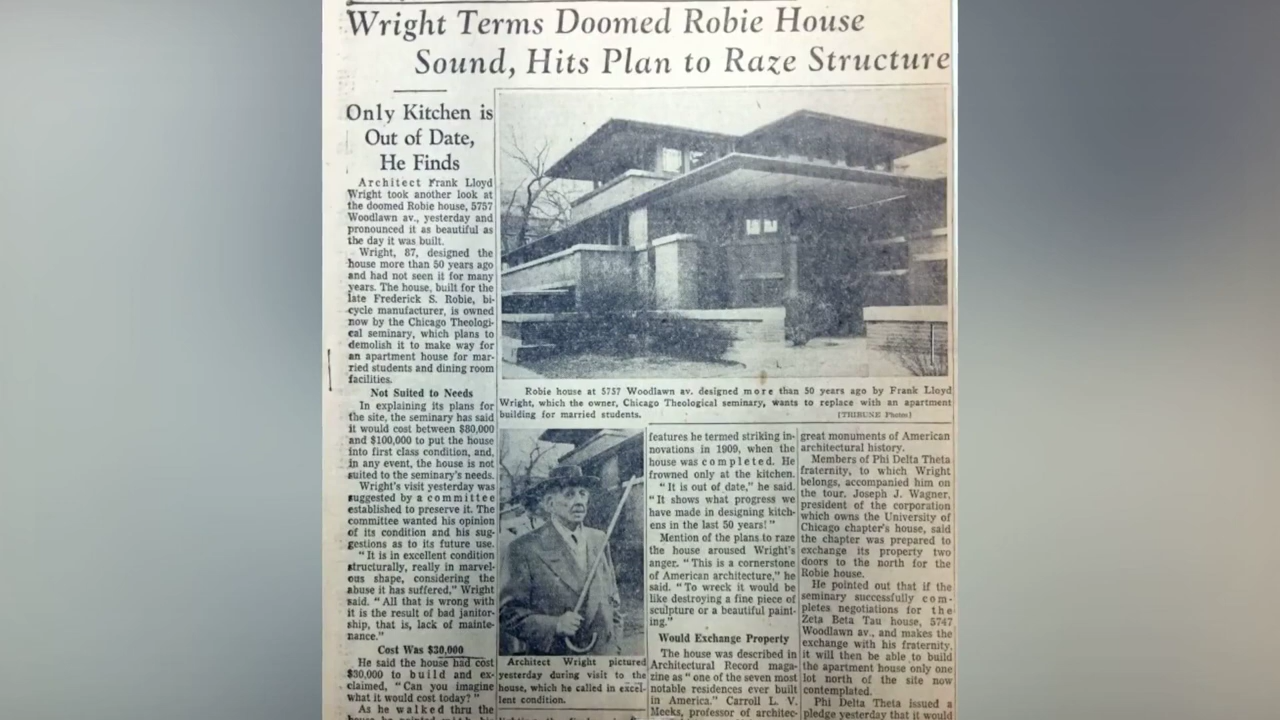 Wright Terms Doomed Robie House
Sound, Hits Plan to Raze Structure
Only Kitchen is
Out of Date,
He Finds
Architect Frank Lloyd
Wright took another look at
the doomed Robie house, 5757
Woodlawn av., yesterday and
pronounced it as beautiful as
the day it was built.
Wright, 87, designed the
house more than 50 years ago
and had not seen it for many
years. The house, built for the
late Frederick S. Robie, bi-
cycle manufacturer, is owned
now by the Chicago Theologi-
cal seminary, which plans to
demolish it to make way for
an apartment house for mar-
ried students and dining room
facilities.
Not Suited to Needs
In explaining its plans for
the site, the seminary has said
it would cost between $80,000
and $100,000 to put the house
into first class condition, and,
in any event, the house is not
suited to the seminary's needs.
Wright's visit yesterday was
suggested by a committee
established to preserve it. The
committee wanted his opinion
of its condition and his sug-
gestions as to its future use.
"It is in excellent condition
structurally, really in marvel-
ous shape, considering the
abuse it has suffered," Wright
said. "All that is wrong with
it is the result of bad janitor-
ship, that is, lack of mainte-
nance."
Cost Was $30,000
He said the house had cost
$30,000 to build and ex-
claimed, "Can you imagine
what it would cost today?"
As he walked thru the
Robie house at 5757 Woodlawn av. designed more than 50 years ago by Frank Lloyd
Wright, which the owner, Chicago Theological seminary, wants to replace with an apartment
building for married students. [TRIBUNE Photos]
Architect Wright pictured
yesterday during visit to the
house, which he called in excel-
lent condition.
features he termed striking in-
novations in 1909, when the
house was completed. He
frowned only at the kitchen.
"It is out of date," he said.
"It shows what progress we
have made in designing kitch-
ens in the last 50 years!"
Mention of the plans to raze
the house aroused Wright's
anger. "This is a cornerstone
of American architecture," he
said. "To wreck it would be
like destroying a fine piece of
sculpture or a beautiful paint-
ing."
Would Exchange Property
The house was described in
Architectural Record maga-
zine as "one of the seven most
notable residences ever built
in America." Carroll L. V.
Meeks, professor of architec-
great monuments of American
architectural history.
Members of Phi Delta Theta
fraternity, to which Wright
belongs, accompanied him on
the tour. Joseph J. Wagner,
president of the corporation
which owns the University of
Chicago chapter's house, said
the chapter was prepared to
exchange its property two
doors to the north for the
Robie house.
He pointed out that if the
seminary successfully com-
pletes negotiations for the
Zeta Beta Tau house, 5747
Woodlawn av., and makes the
exchange with his fraternity,
it will then be able to build
the apartment house only one
lot north of the site now
contemplated.
Phi Delta Theta issued a
pledge yesterday that it would